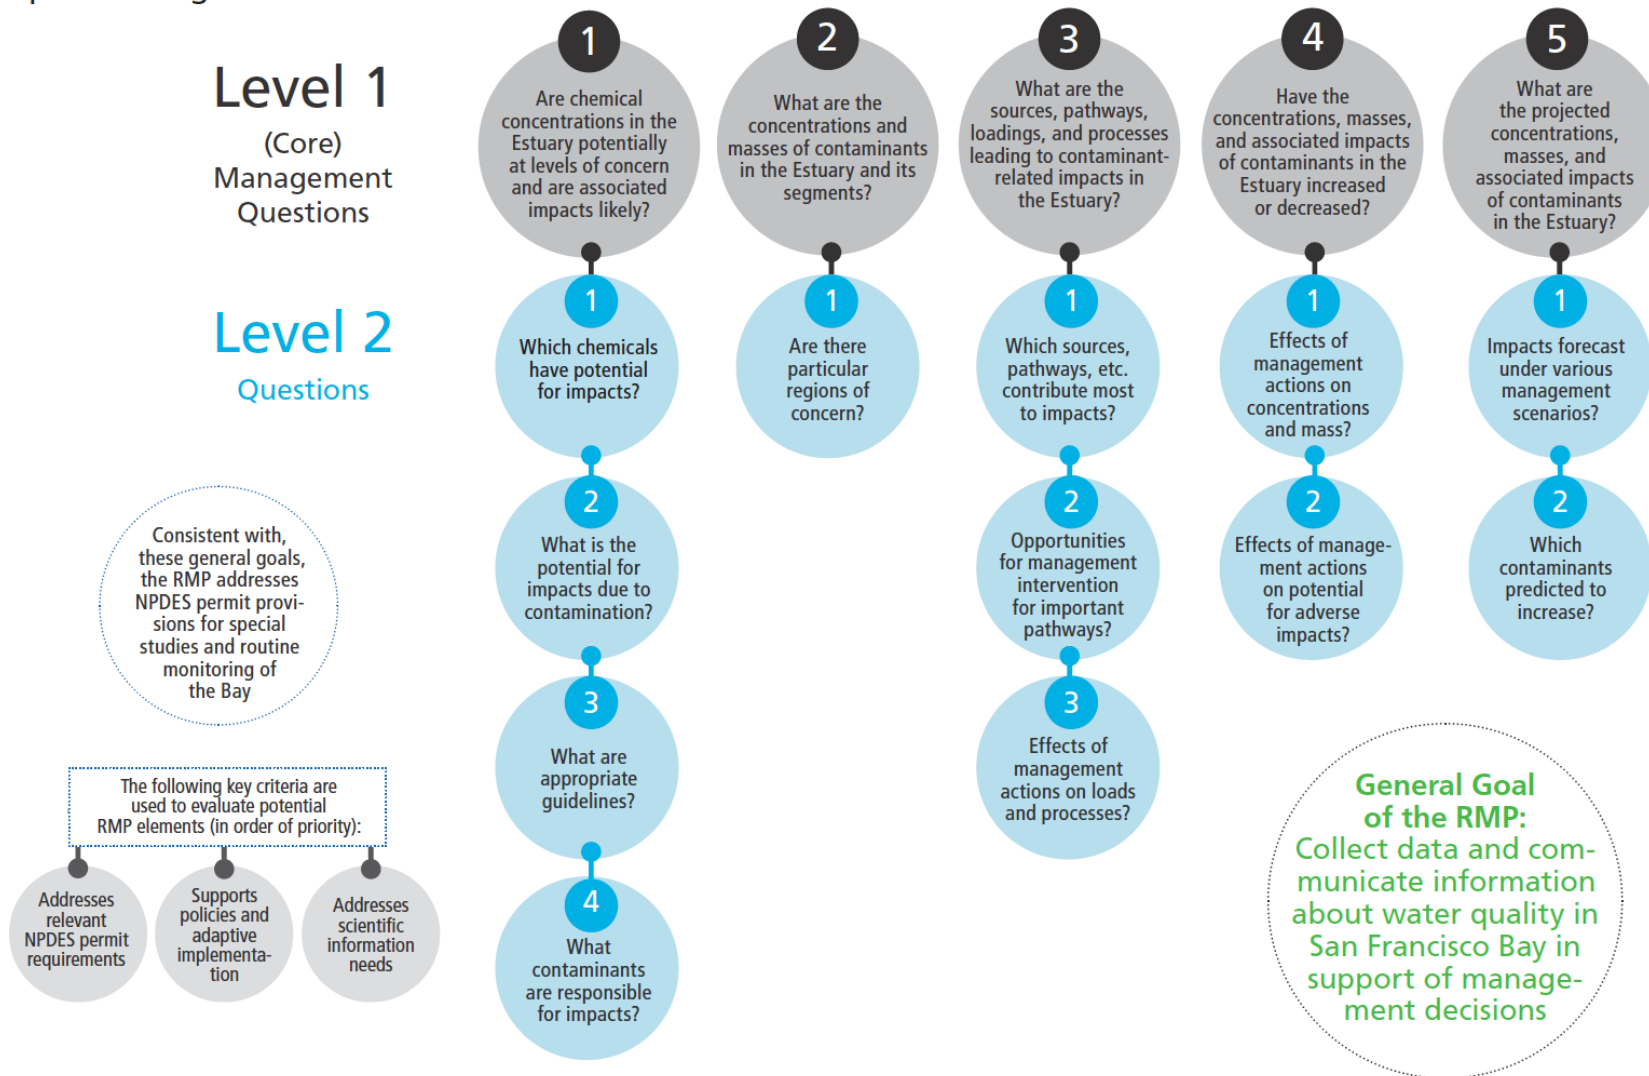 Level 1
(Core)
Management
Questions
1
Are chemical
concentrations in the
Estuary potentially
at levels of concern
and are associated
impacts likely?
2
What are the
concentrations and
masses of contaminants
in the Estuary and its
segments?
3
What are the
sources, pathways,
loadings, and processes
leading to contaminant-
related impacts in
the Estuary?
4
Have the
concentrations, masses,
and associated impacts
of contaminants in the
Estuary increased
or decreased?
5
What are
the projected
concentrations,
masses, and
associated impacts
of contaminants
in the Estuary?
Level 2
Questions
1
Which chemicals
have potential
for impacts?
1
Are there
particular
regions of
concern?
1
Which sources,
pathways, etc.
contribute most
to impacts?
1
Effects of
management
actions on
concentrations
and mass?
1
Impacts forecast
under various
management
scenarios?
2
What is the
potential for
impacts due to
contamination?
2
Opportunities
for management
intervention
for important
pathways?
2
Effects of manage-
ment actions
on potential
for adverse
impacts?
2
Which
contaminants
predicted to
increase?
3
What are
appropriate
guidelines?
3
Effects of
management
actions on loads
and processes?
4
What
contaminants
are responsible
for impacts?
Consistent with,
these general goals,
the RMP addresses
NPDES permit provi-
sions for special
studies and routine
monitoring of
the Bay
The following key criteria are
used to evaluate potential
RMP elements (in order of priority):
Addresses
relevant
NPDES permit
requirements
Supports
policies and
adaptive
implementa-
tion
Addresses
scientific
information
needs
General Goal
of the RMP:
Collect data and com-
municate information
about water quality in
San Francisco Bay in
support of manage-
ment decisions